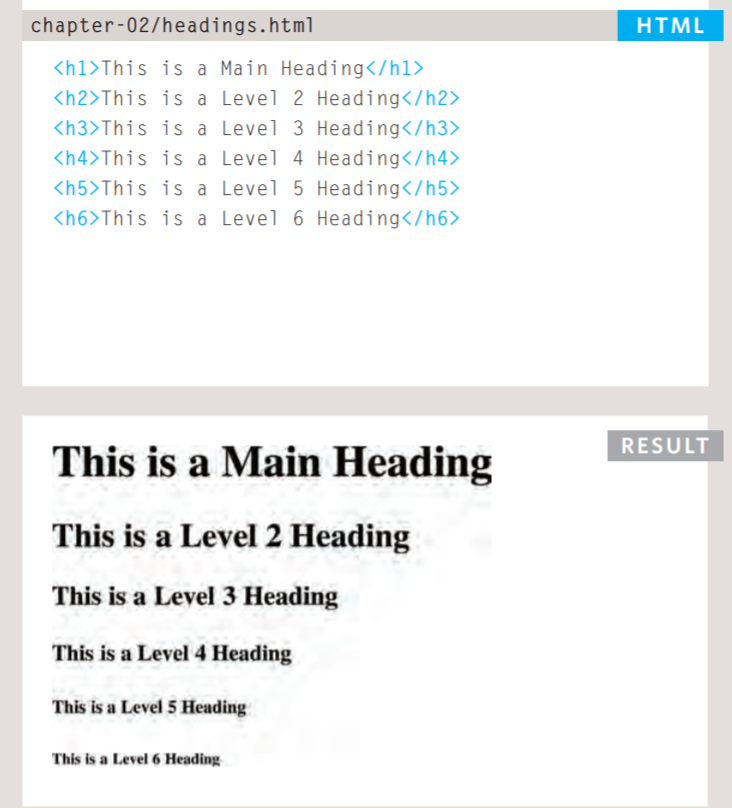 chapter-02/headings.html HTML
<h1>This is a Main Heading</h1>
<h2>This is a Level 2 Heading</h2>
<h3>This is a Level 3 Heading</h3>
<h4>This is a Level 4 Heading</h4>
<h5>This is a Level 5 Heading</h5>
<h6>This is a Level 6 Heading</h6>
RESULT
This is a Main Heading
This is a Level 2 Heading
This is a Level 3 Heading
This is a Level 4 Heading
This is a Level 5 Heading
This is a Level 6 Heading